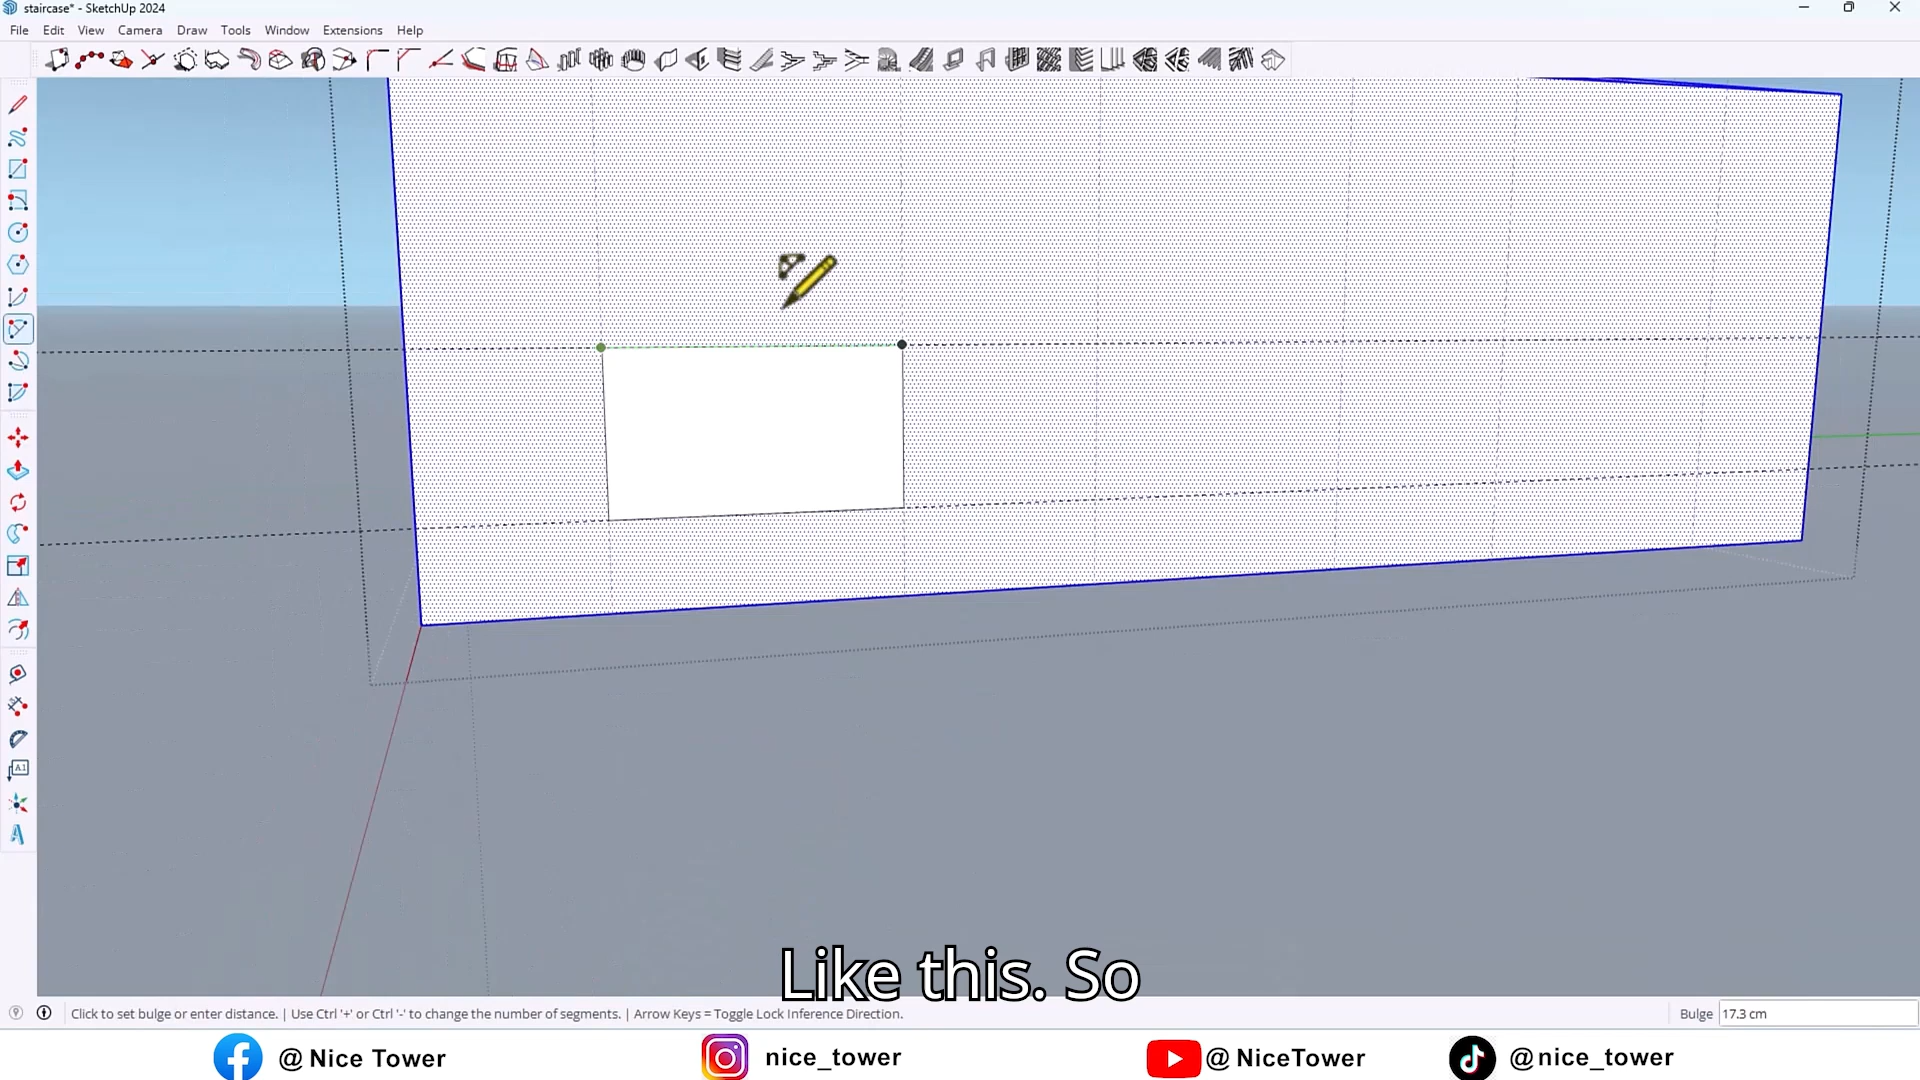 staircase* - SketchUp 2024
File Edit View Camera Draw Tools Window Extensions Help
A1
A
Like this. So
Click to set bulge or enter distance. | Use Ctrl '+' or Ctrl '-' to change the number of segments. | Arrow Keys = Toggle Lock Inference Direction. Bulge 17.3 cm
@ Nice Tower nice_tower @ NiceTower @nice_tower